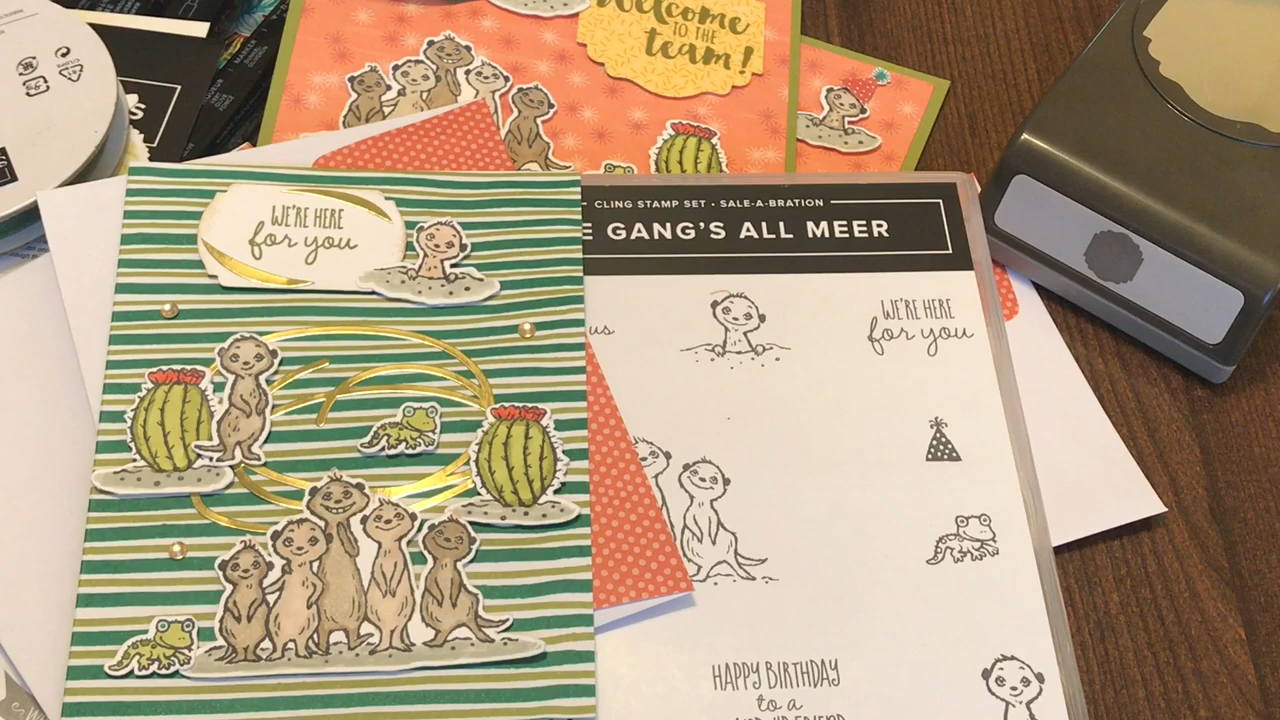 Welcome
TO THE
team!
WE'RE HERE
for you
CLING STAMP SET • SALE-A-BRATION
GANG'S ALL MEER
us
WE'RE HERE
for you
HAPPY BIRTHDAY
to a